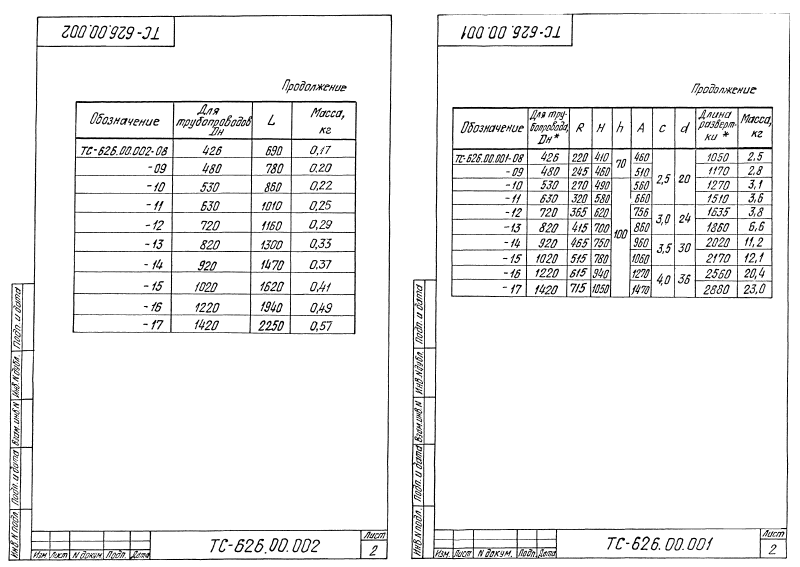 ТС-626.00.002
Продолжение
Обозначение Для трубопроводов Dн L Масса, кг
ТС-626.00.002-08 426 690 0,17
-09 480 780 0,20
-10 530 860 0,22
-11 630 1010 0,25
-12 720 1160 0,29
-13 820 1300 0,33
-14 920 1470 0,37
-15 1020 1620 0,41
-16 1220 1940 0,49
-17 1420 2250 0,57
Инв.N подл. Подп. и дата Взам.инв.N Инв.N дубл. Подп. и дата
Изм. Лист N докум. Подп. Дата
ТС-626.00.002
Лист
2
ТС-626.00.001
Продолжение
Обозначение Для тру-бопровода, Dн* R H h A c d Длина разверт-ки * Масса, кг
ТС-626.00.001-08 426 220 410 70 460 2,5 20 1050 2,5
-09 480 245 460 510 1170 2,8
-10 530 270 490 100 560 1270 3,1
-11 630 320 580 660 1510 3,6
-12 720 365 620 756 3,0 24 1635 3,8
-13 820 415 700 860 1860 6,6
-14 920 465 750 960 3,5 30 2020 11,2
-15 1020 515 780 1060 2170 12,1
-16 1220 615 940 1270 4,0 36 2560 20,4
-17 1420 715 1050 1470 2880 23,0
Инв.N подл. Подп. и дата Взам.инв.N Инв.N дубл. Подп. и дата
Изм. Лист N докум. Подп. Дата
ТС-626.00.001
Лист
2